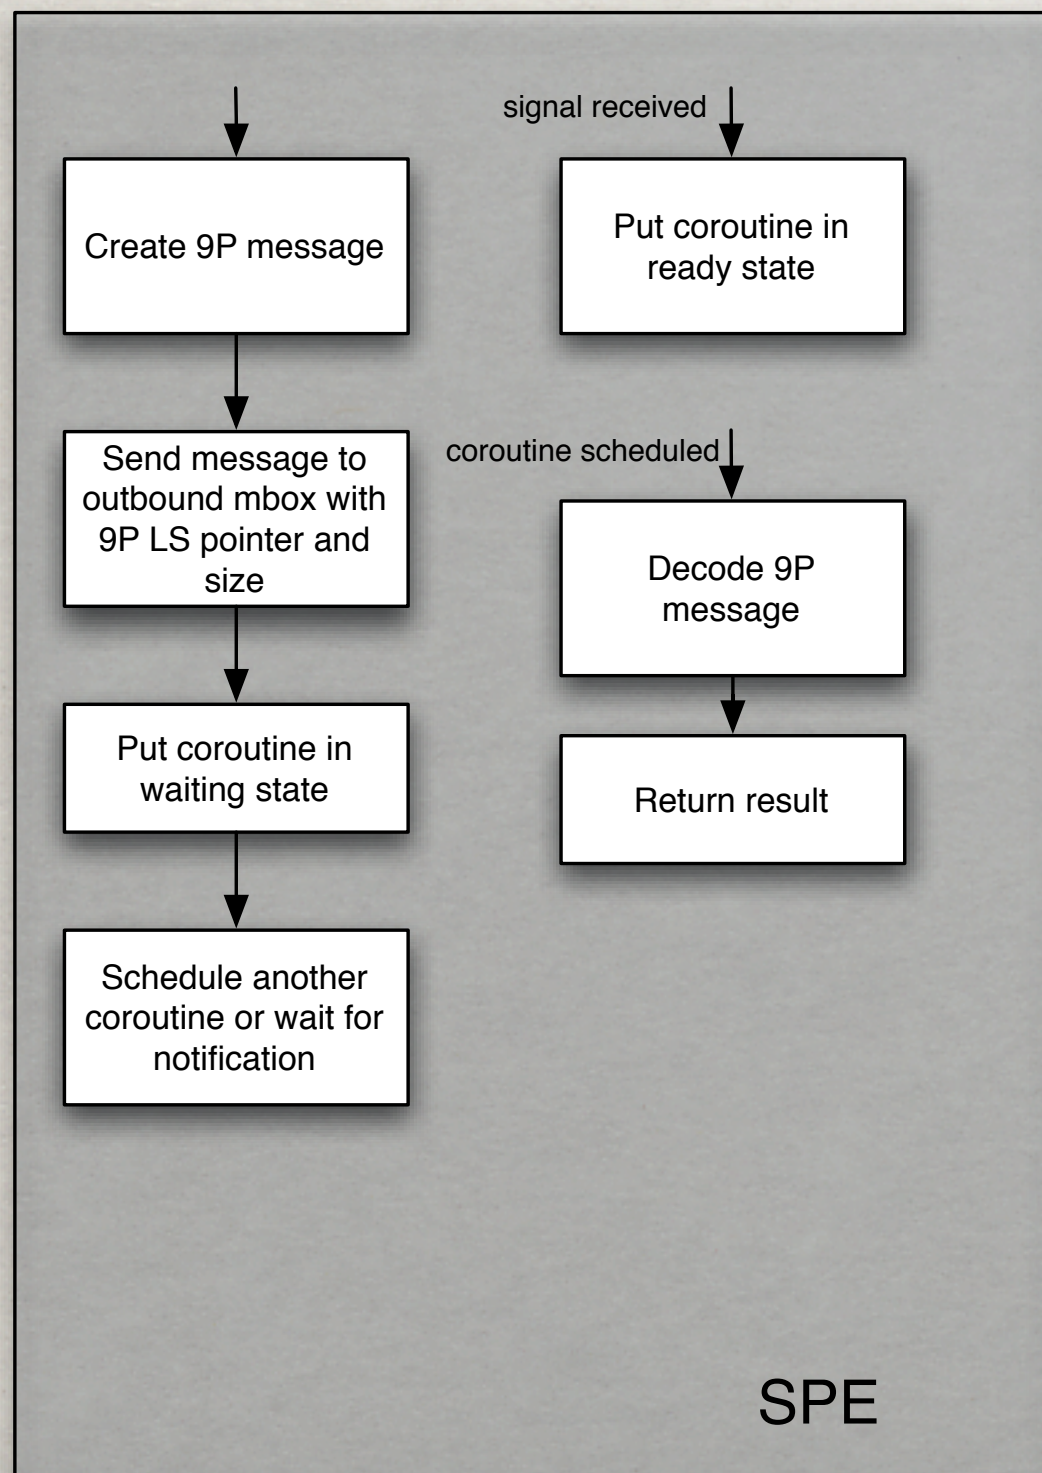 Create 9P message
Send message to
outbound mbox with
9P LS pointer and
size
Put coroutine in
waiting state
Schedule another
coroutine or wait for
notification
signal received
Put coroutine in
ready state
coroutine scheduled
Decode 9P
message
Return result
SPE